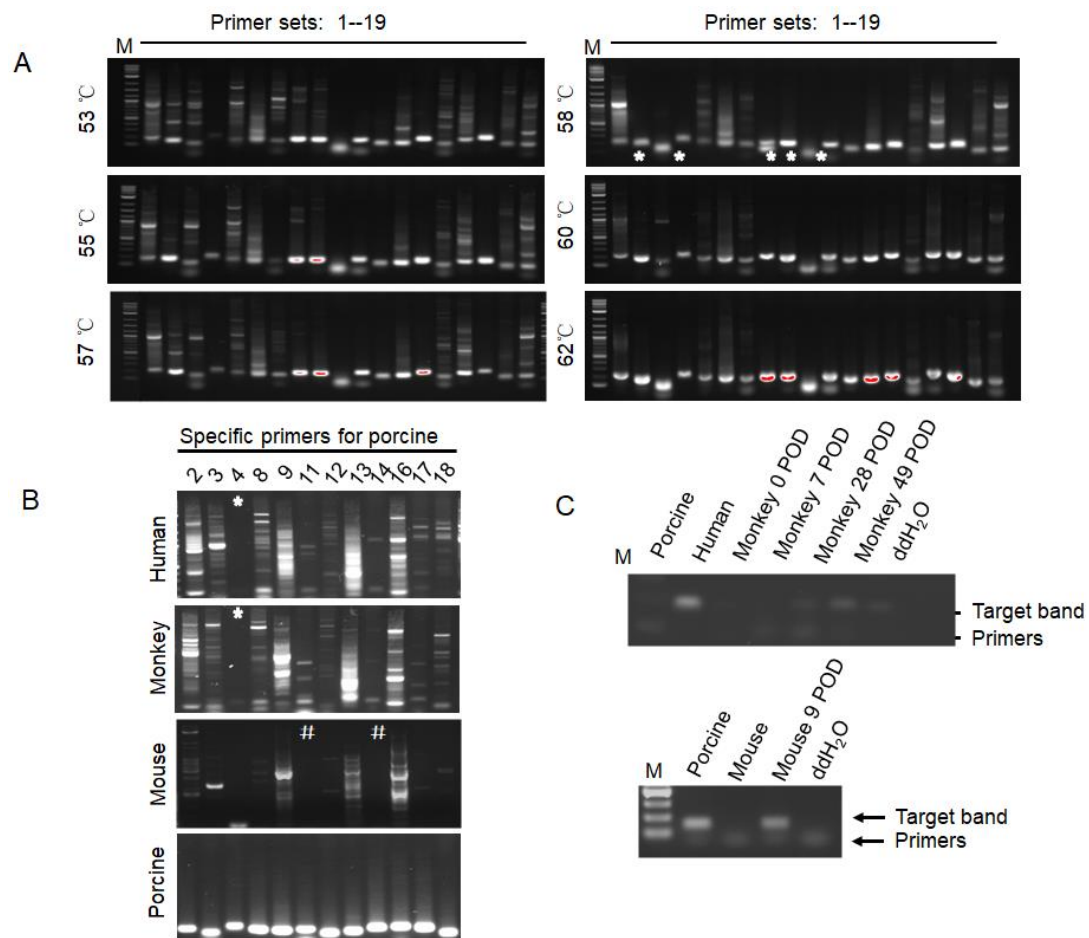 Primer sets: 1--19
Primer sets: 1--19
A
M
M
53 ℃
58 ℃
*
*
*
*
*
55 ℃
60 ℃
57 ℃
62℃
Specific primers for porcine
2 3 4 8 9 11 12 13 14 16 17 18
B
Human
*
Monkey
*
Mouse
#
#
Porcine
C
M
Porcine
Human
Monkey 0 POD
Monkey 7 POD
Monkey 28 POD
Monkey 49 POD
ddH₂O
Target band
Primers
M
Porcine
Mouse
Mouse 9 POD
ddH₂O
Target band
Primers